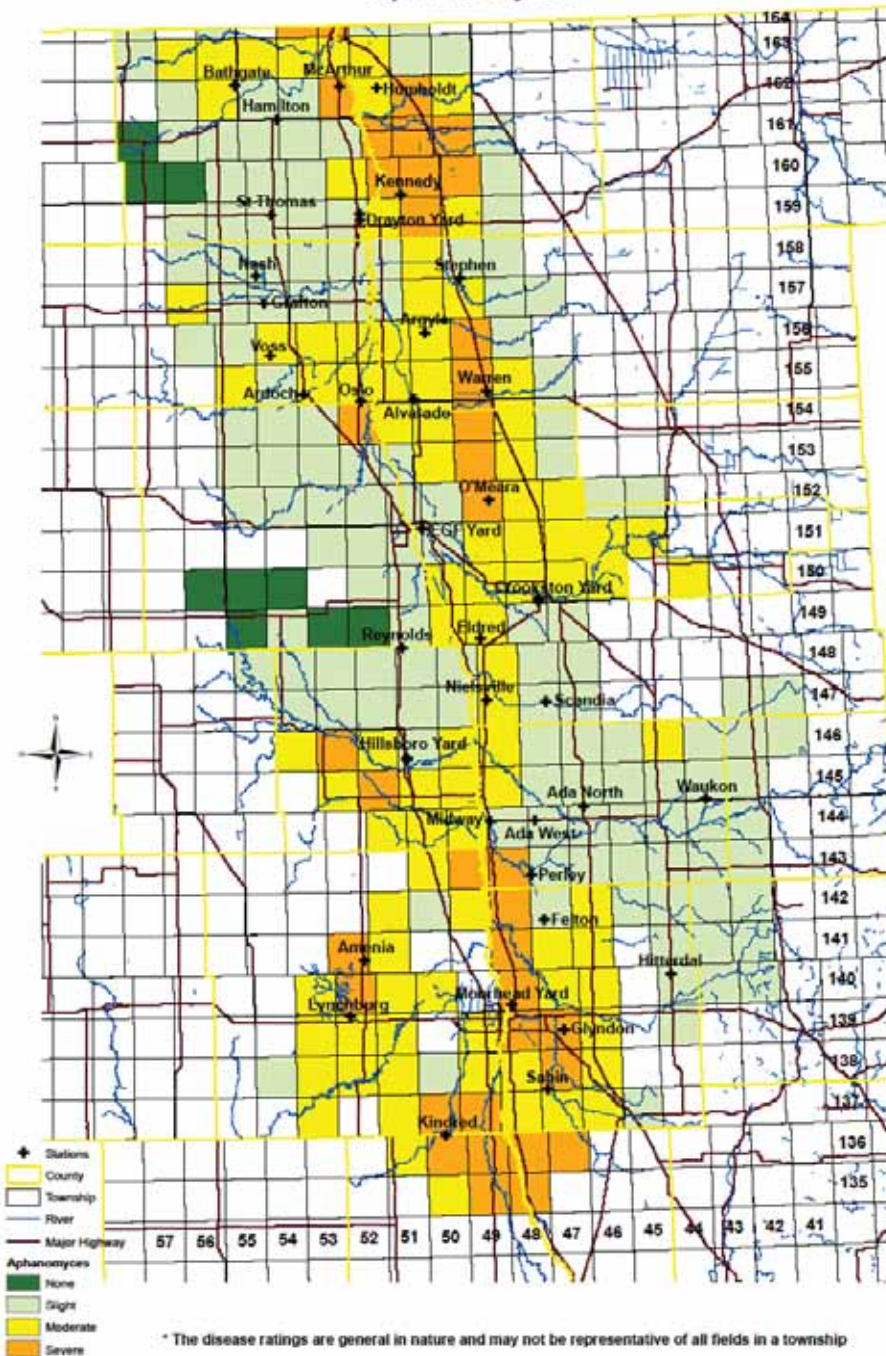 164
163
Bathgate McArthur
162
Humboldt
Hamilton
161
160
Kennedy
159
St Thomas
Drayton Yard
158
Nash
Stephen
157
Grafton
Argyle
156
Voss
155
Ardoch
Oslo
Warren
154
Alvarado
153
152
O'Meara
151
EGF Yard
150
Crookston Yard
149
Eldred
Reynolds
148
Nielsville
147
Scandia
146
Hillsboro Yard
145
Ada North
Waukon
144
Midway
Ada West
143
Perley
142
Felton
141
Amenia
Hitterdal
140
Moorhead Yard
Lynchburg
139
Glyndon
138
Sabin
137
Kindred
136
135
57 56 55 54 53 52 51 50 49 48 47 46 45 44 43 42 41
Stations
County
Township
River
Major Highway
Aphanomyces
None
Slight
Moderate
Severe
* The disease ratings are general in nature and may not be representative of all fields in a township